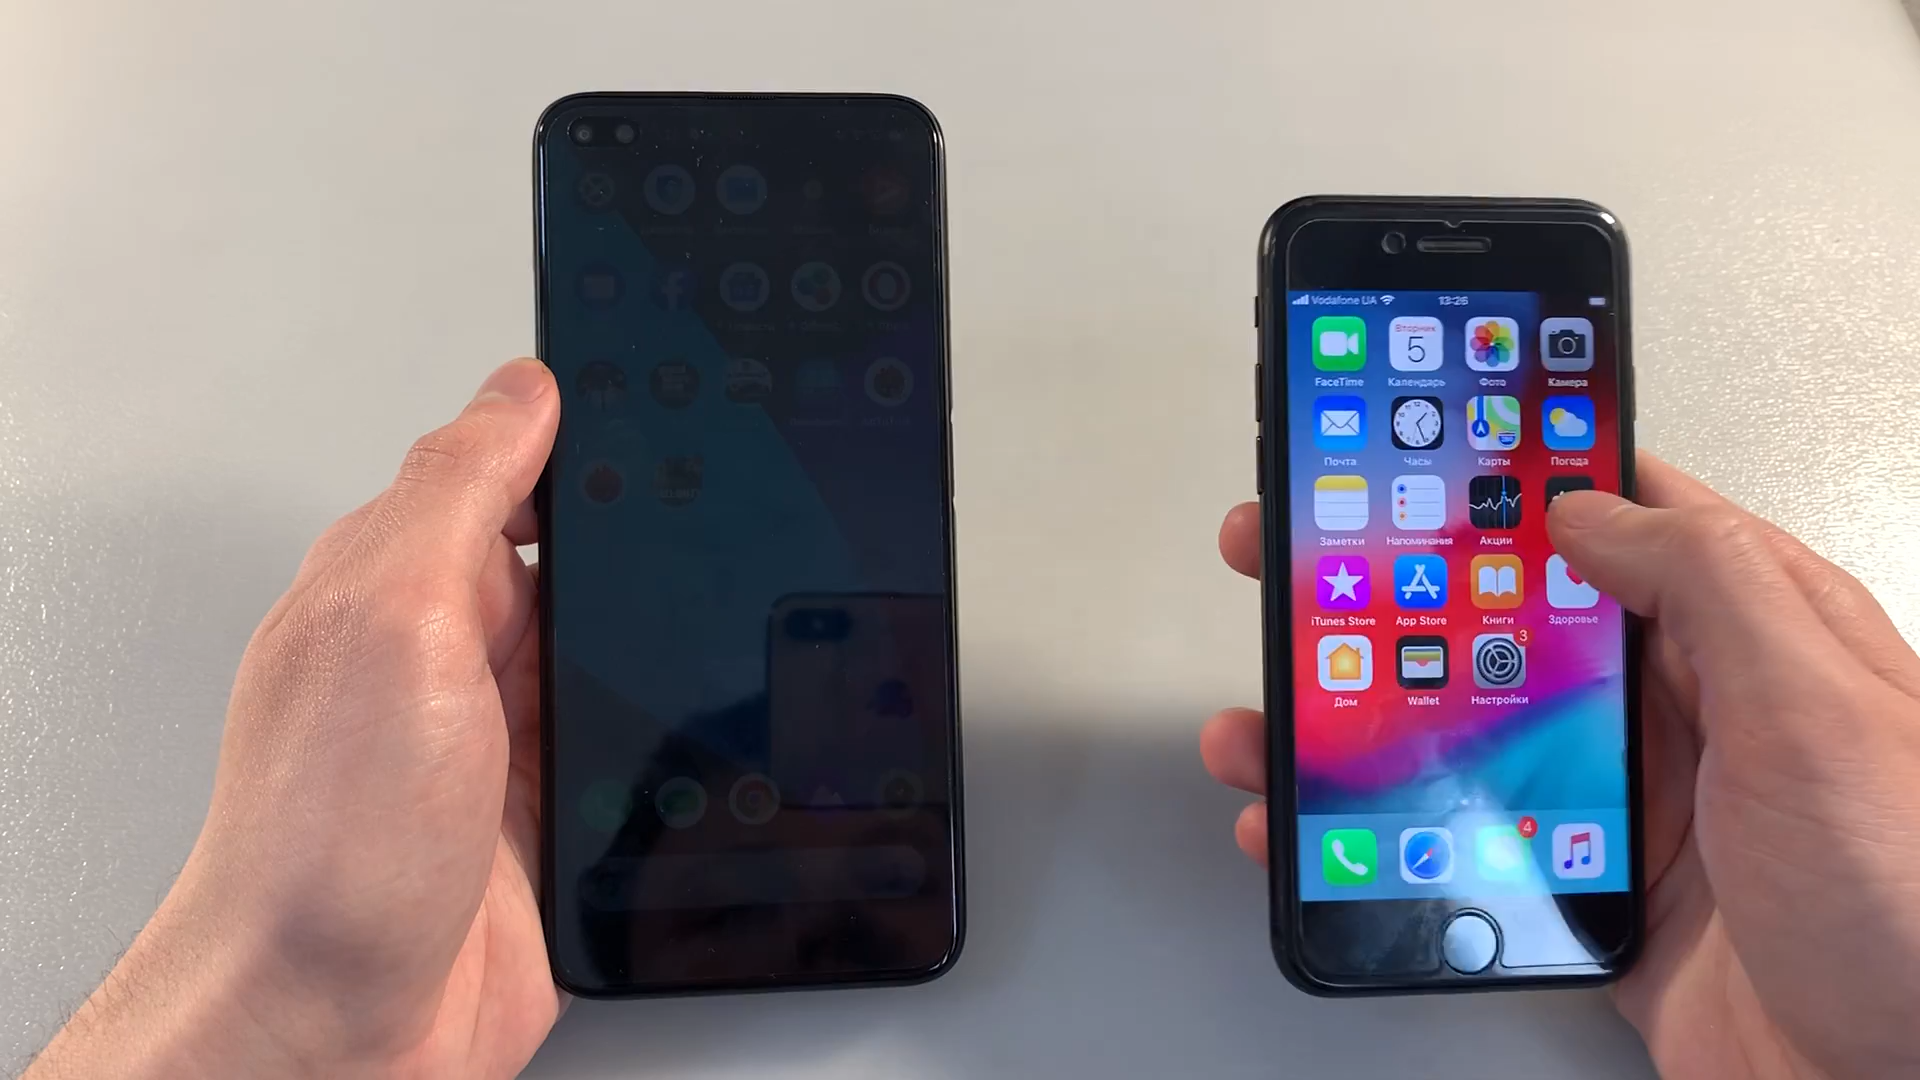 Vodafone UA 13:26
Вторник
5
FaceTime Календарь Фото Камера
Почта Часы Карты Погода
280
Заметки Напоминания Акции
iTunes Store App Store Книги Здоровье
3
Дом Wallet Настройки
4